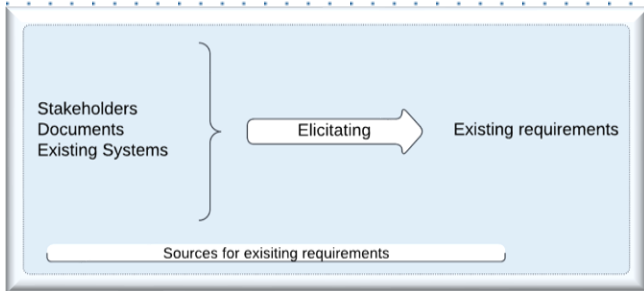 Stakeholders
Documents
Existing Systems
Elicitating
Existing requirements
Sources for exisiting requirements